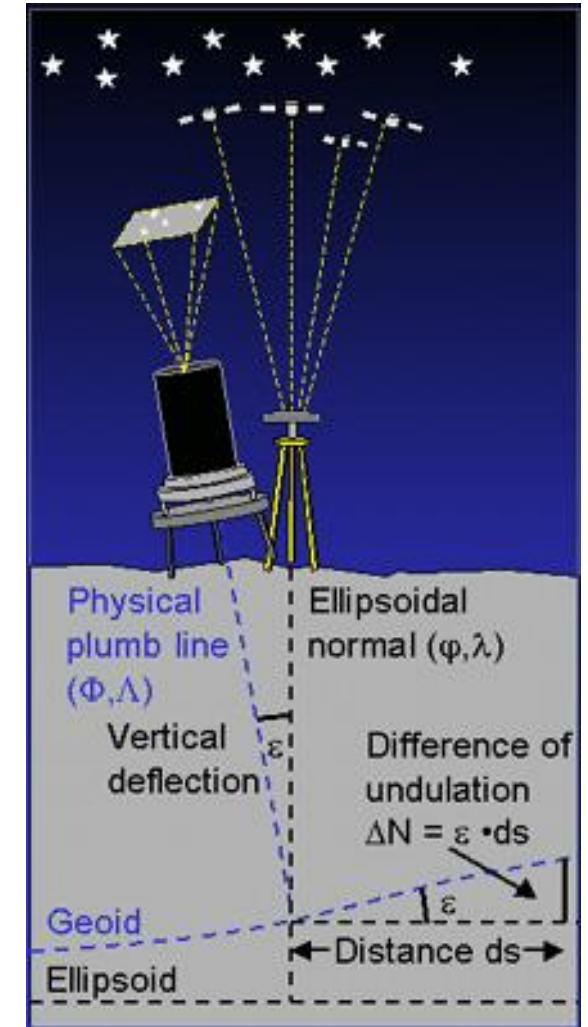 Physical
plumb line
(Φ,Λ)
Ellipsoidal
normal (φ,λ)
Vertical
deflection
ε
Difference of
undulation
ΔN = ε •ds
Geoid
ε
Distance ds
Ellipsoid